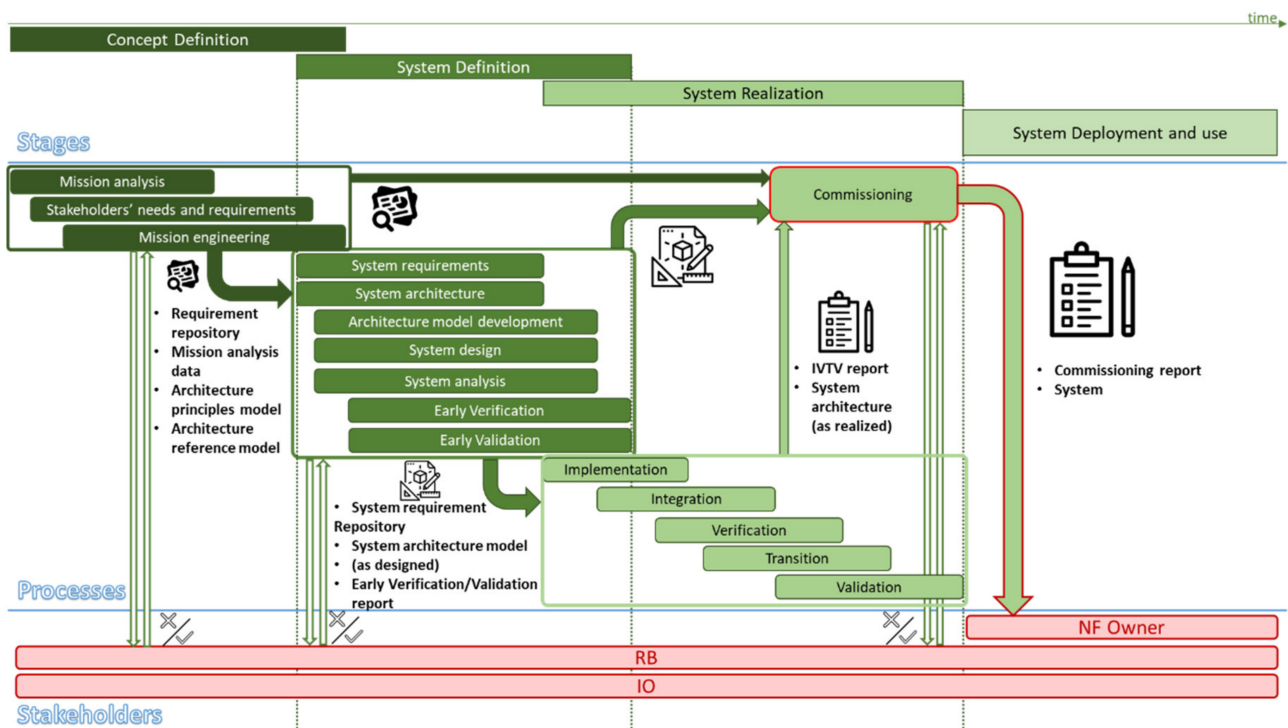 time
Concept Definition
System Definition
System Realization
System Deployment and use
Stages
Mission analysis
Stakeholders' needs and requirements
Mission engineering
Commissioning
System requirements
System architecture
Architecture model development
System design
System analysis
Early Verification
Early Validation
• Requirement
repository
• Mission analysis
data
• Architecture
principles model
• Architecture
reference model
• IVTV report
• System
architecture
(as realized)
• Commissioning report
• System
Implementation
Integration
Verification
Transition
Validation
• System requirement
Repository
• System architecture model
• (as designed)
• Early Verification/Validation
report
Processes
NF Owner
RB
IO
Stakeholders